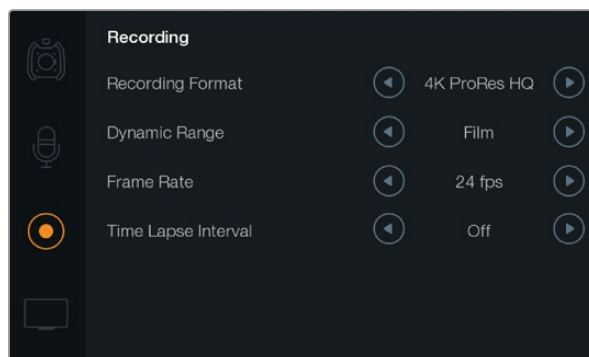 Recording
Recording Format 4K ProRes HQ
Dynamic Range Film
Frame Rate 24 fps
Time Lapse Interval Off